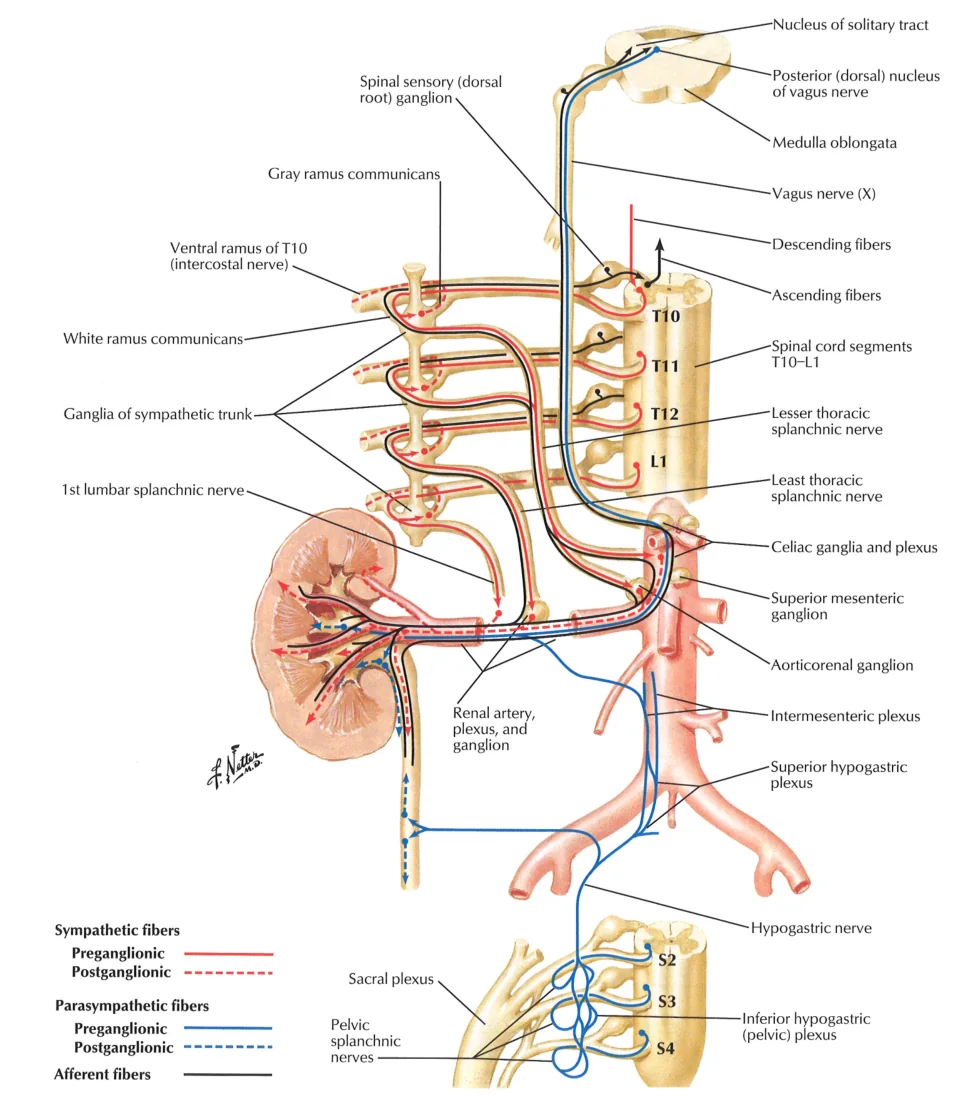 Nucleus of solitary tract
Spinal sensory (dorsal
root) ganglion
Posterior (dorsal) nucleus
of vagus nerve
Medulla oblongata
Gray ramus communicans
Vagus nerve (X)
Ventral ramus of T10
(intercostal nerve)
Descending fibers
Ascending fibers
T10
White ramus communicans
Spinal cord segments
T10–L1
T11
Ganglia of sympathetic trunk
T12
Lesser thoracic
splanchnic nerve
L1
1st lumbar splanchnic nerve
Least thoracic
splanchnic nerve
Celiac ganglia and plexus
Superior mesenteric
ganglion
Aorticorenal ganglion
Renal artery,
plexus, and
ganglion
Intermesenteric plexus
F. Netter
M.D.
Superior hypogastric
plexus
Hypogastric nerve
Sympathetic fibers
Preganglionic
Postganglionic
Parasympathetic fibers
Preganglionic
Postganglionic
Afferent fibers
Sacral plexus
S2
S3
S4
Pelvic
splanchnic
nerves
Inferior hypogastric
(pelvic) plexus